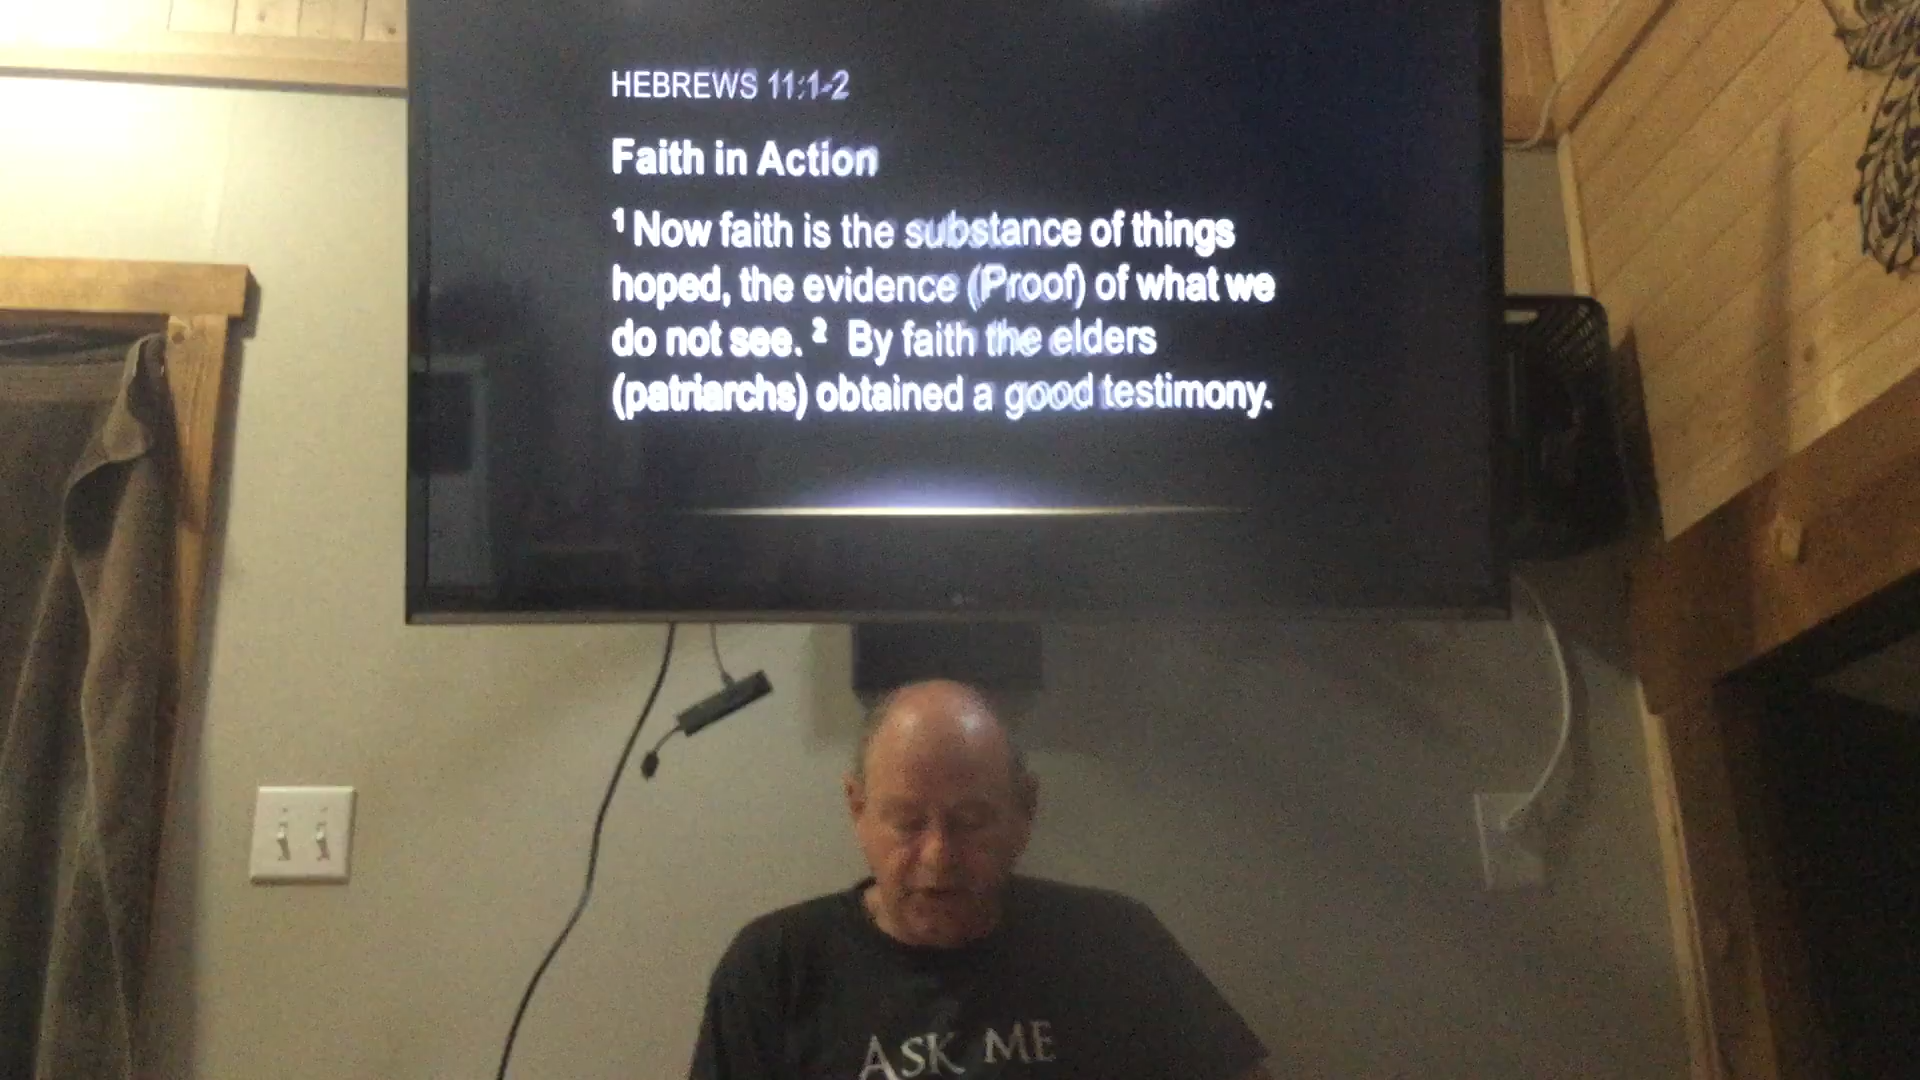 HEBREWS 11:1-2
Faith in Action
¹ Now faith is the substance of things
hoped, the evidence (Proof) of what we
do not see. ² By faith the elders
(patriarchs) obtained a good testimony.
ASK ME